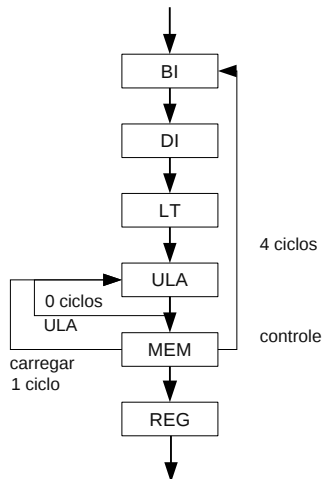 BI
DI
LT
4 ciclos
ULA
0 ciclos
ULA
controle
MEM
carregar
1 ciclo
REG